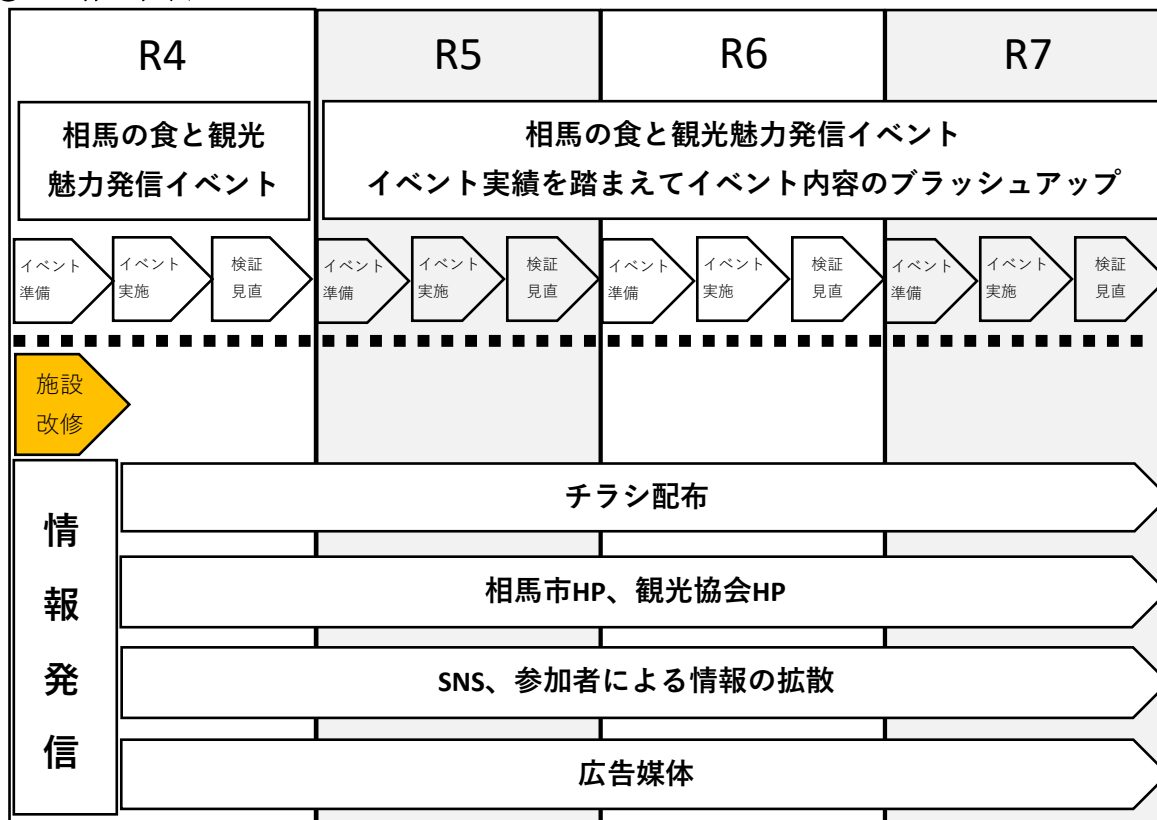 R4
R5
R6
R7
相馬の食と観光
魅力発信イベント
相馬の食と観光魅力発信イベント
イベント実績を踏まえてイベント内容のブラッシュアップ
イベント
準備
イベント
実施
検証
見直
イベント
準備
イベント
実施
検証
見直
イベント
準備
イベント
実施
検証
見直
イベント
準備
イベント
実施
検証
見直
施設
改修
情報発信
チラシ配布
相馬市HP、観光協会HP
SNS、参加者による情報の拡散
広告媒体